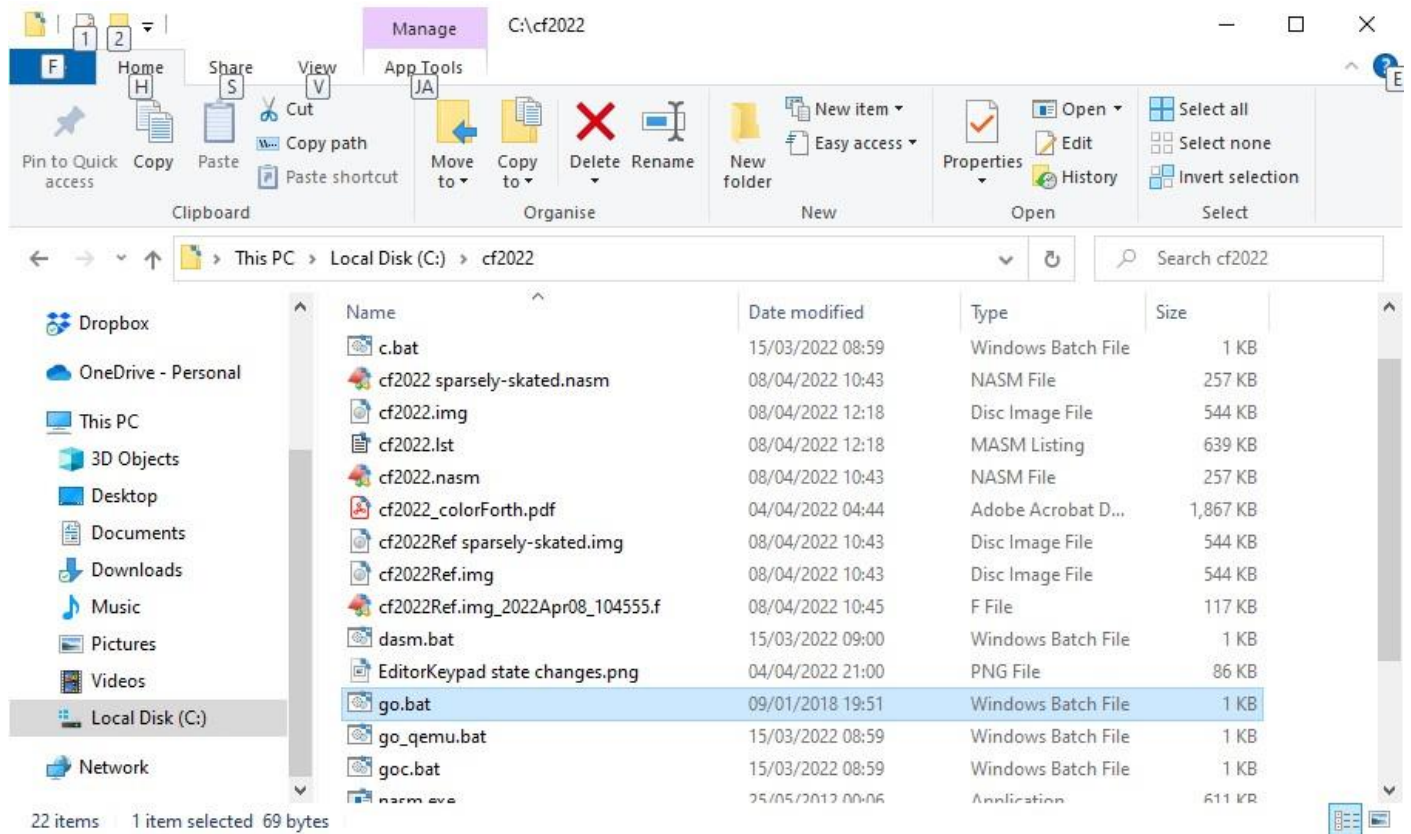 1 2 Manage C:\cf2022
F Home Share View App Tools
H S V JA E
Cut New item Open Select all
Copy path Easy access Edit Select none
Pin to Quick access Copy Paste Paste shortcut Move to Copy to Delete Rename New folder Properties History Invert selection
Clipboard Organise New Open Select
This PC Local Disk (C:) cf2022 Search cf2022
Dropbox
OneDrive - Personal
This PC
3D Objects
Desktop
Documents
Downloads
Music
Pictures
Videos
Local Disk (C:)
Network
Name Date modified Type Size
c.bat 15/03/2022 08:59 Windows Batch File 1 KB
cf2022 sparsely-skated.nasm 08/04/2022 10:43 NASM File 257 KB
cf2022.img 08/04/2022 12:18 Disc Image File 544 KB
cf2022.lst 08/04/2022 12:18 MASM Listing 639 KB
cf2022.nasm 08/04/2022 10:43 NASM File 257 KB
cf2022_colorForth.pdf 04/04/2022 04:44 Adobe Acrobat D... 1,867 KB
cf2022Ref sparsely-skated.img 08/04/2022 10:43 Disc Image File 544 KB
cf2022Ref.img 08/04/2022 10:43 Disc Image File 544 KB
cf2022Ref.img_2022Apr08_104555.f 08/04/2022 10:45 F File 117 KB
dasm.bat 15/03/2022 09:00 Windows Batch File 1 KB
EditorKeypad state changes.png 04/04/2022 21:00 PNG File 86 KB
go.bat 09/01/2018 19:51 Windows Batch File 1 KB
go_qemu.bat 15/03/2022 08:59 Windows Batch File 1 KB
goc.bat 15/03/2022 08:59 Windows Batch File 1 KB
nasm.exe 25/05/2012 00:06 Application 611 KB
22 items 1 item selected 69 bytes